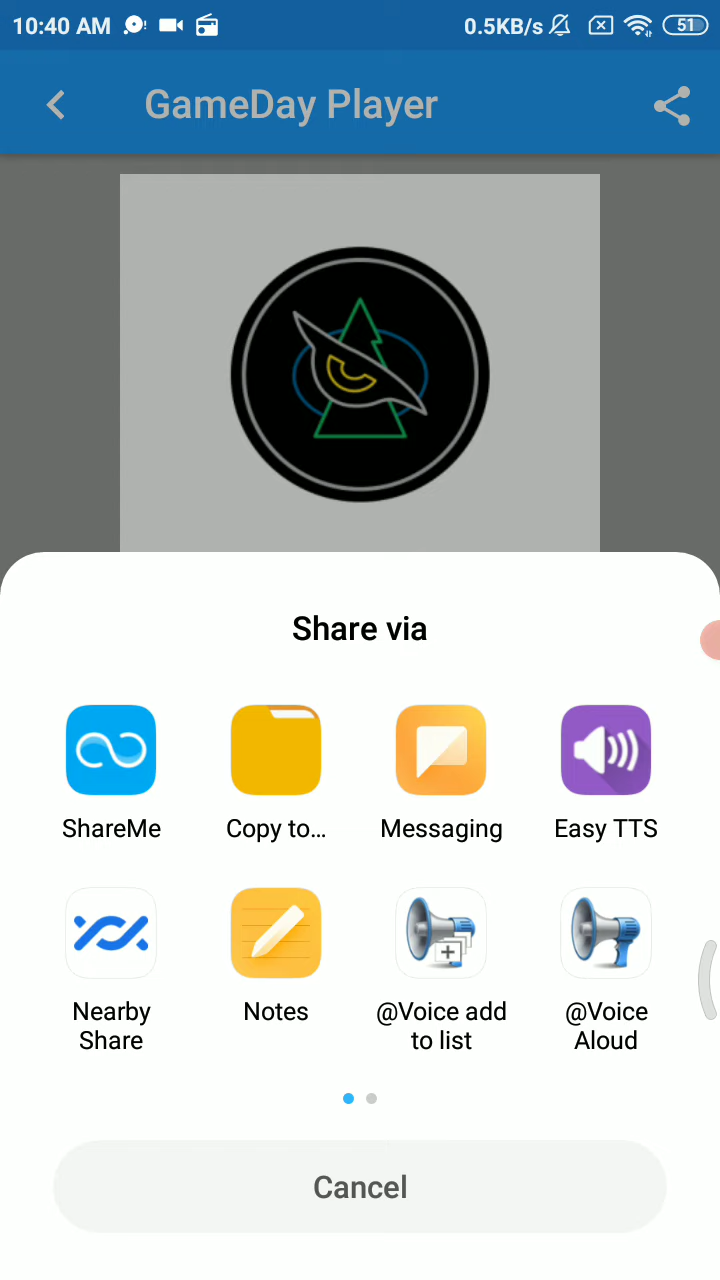 10:40 AM 0.5KB/s 51
GameDay Player
Share via
ShareMe Copy to... Messaging Easy TTS
Nearby Share Notes @Voice add to list @Voice Aloud
Cancel